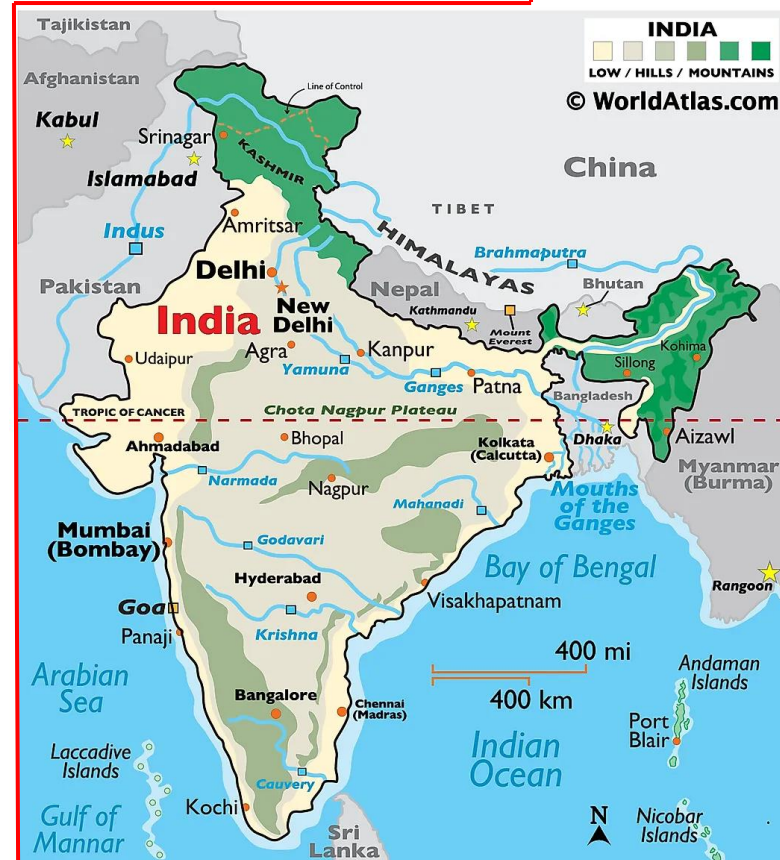 Tajikistan
INDIA
LOW / HILLS / MOUNTAINS
© WorldAtlas.com
Afghanistan
Kabul
Line of Control
Srinagar
KASHMIR
Islamabad
China
TIBET
Amritsar
Indus
HIMALAYAS
Brahmaputra
Delhi
Pakistan
Nepal
Bhutan
New
Delhi
India
Kathmandu
Mount
Everest
Agra
Kanpur
Kohima
Udaipur
Yamuna
Sillong
Ganges
Patna
Bangladesh
TROPIC OF CANCER
Chota Nagpur Plateau
Ahmadabad
Bhopal
Kolkata
(Calcutta)
Dhaka
Aizawl
Narmada
Nagpur
Myanmar
(Burma)
Mahanadi
Mouths
of the
Ganges
Mumbai
(Bombay)
Godavari
Bay of Bengal
Hyderabad
Rangoon
Goa
Visakhapatnam
Panaji
Krishna
400 mi
400 km
Arabian
Sea
Andaman
Islands
Bangalore
Chennai
(Madras)
Port
Blair
Laccadive
Islands
Indian
Ocean
Cauvery
Kochi
Gulf of
Mannar
Sri
Lanka
N
Nicobar
Islands